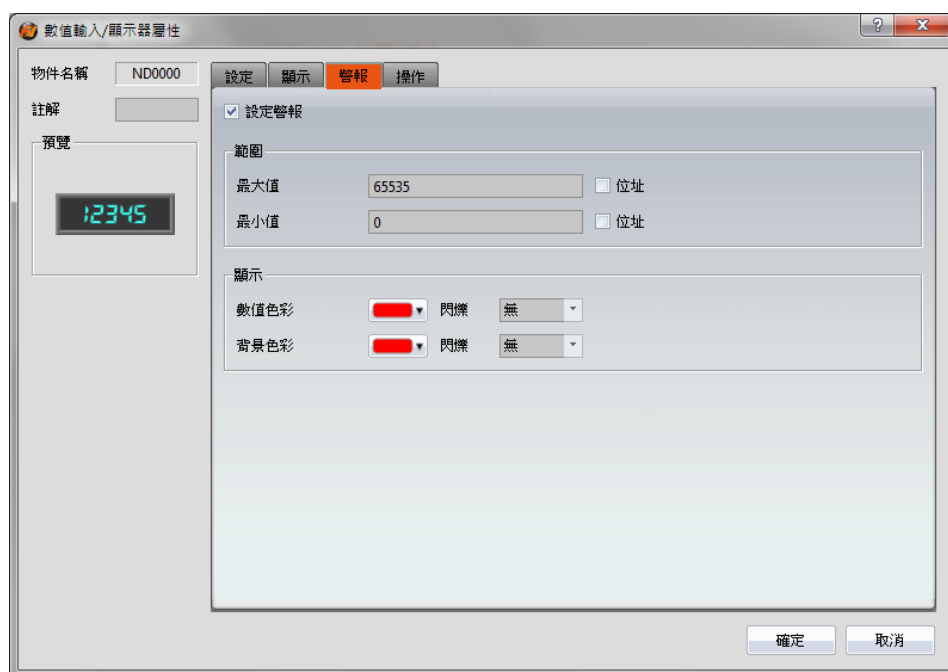 數值輸入/顯示器屬性
?
物件名稱 ND0000
註解
預覽
12345
設定 顯示 警報 操作
設定警報
範圍
最大值 65535 位址
最小值 0 位址
顯示
數值色彩 閃爍 無
背景色彩 閃爍 無
確定 取消